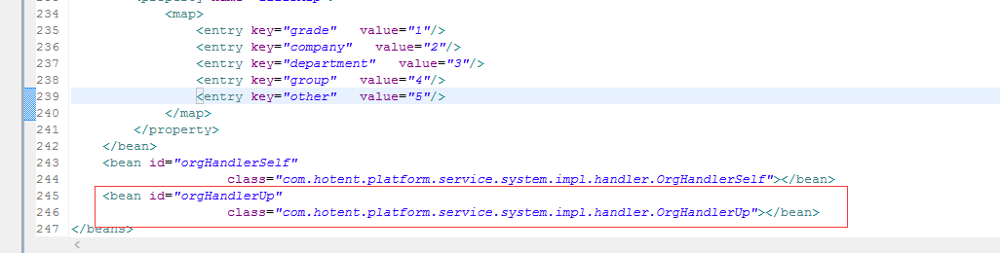 234 <map>
235 <entry key="grade" value="1"/>
236 <entry key="company" value="2"/>
237 <entry key="department" value="3"/>
238 <entry key="group" value="4"/>
239 <entry key="other" value="5"/>
240 </map>
241 </property>
242 </bean>
243 <bean id="orgHandlerSelf"
244 class="com.hotent.platform.service.system.impl.handler.OrgHandlerSelf"></bean>
245 <bean id="orgHandlerUp"
246 class="com.hotent.platform.service.system.impl.handler.OrgHandlerUp"></bean>
247 </beans>